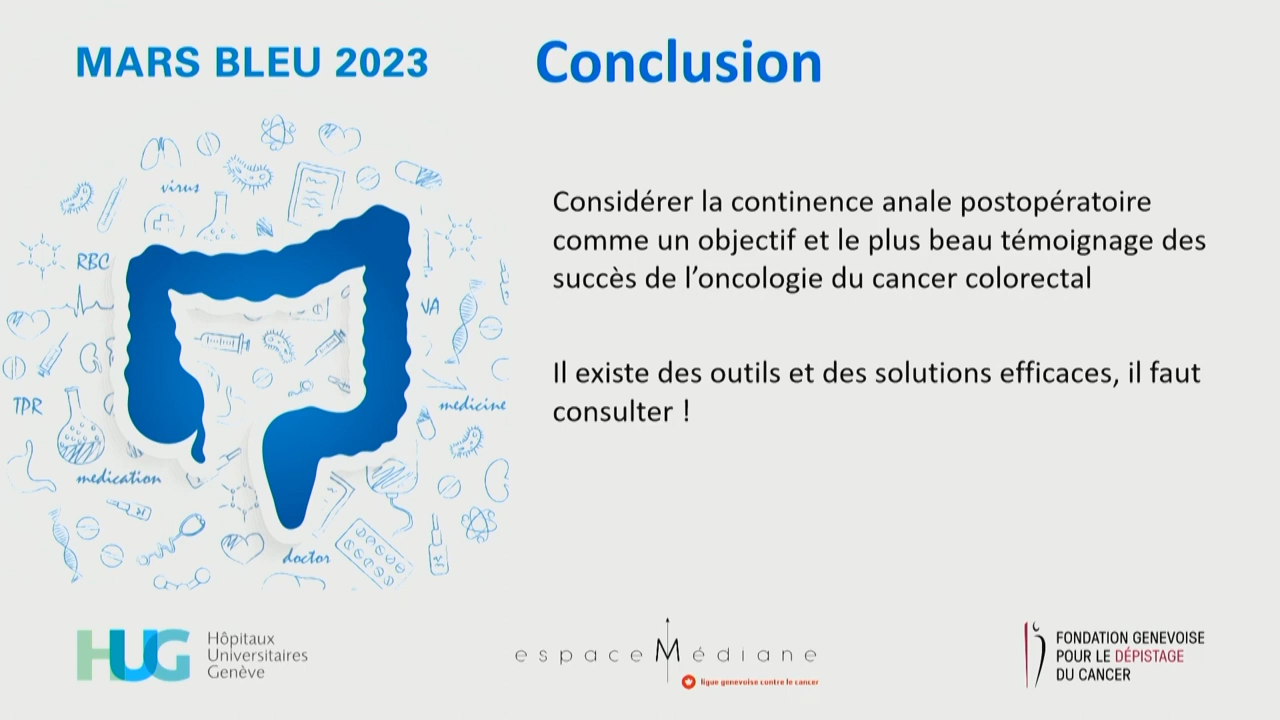 MARS BLEU 2023
Conclusion
virus
RBC
VA
TPR
medicine
medication
doctor
Considérer la continence anale postopératoire
comme un objectif et le plus beau témoignage des
succès de l’oncologie du cancer colorectal
Il existe des outils et des solutions efficaces, il faut
consulter !
HUG
Hôpitaux
Universitaires
Genève
espaceMédiane
ligue genevoise contre le cancer
FONDATION GENEVOISE
POUR LE DÉPISTAGE
DU CANCER